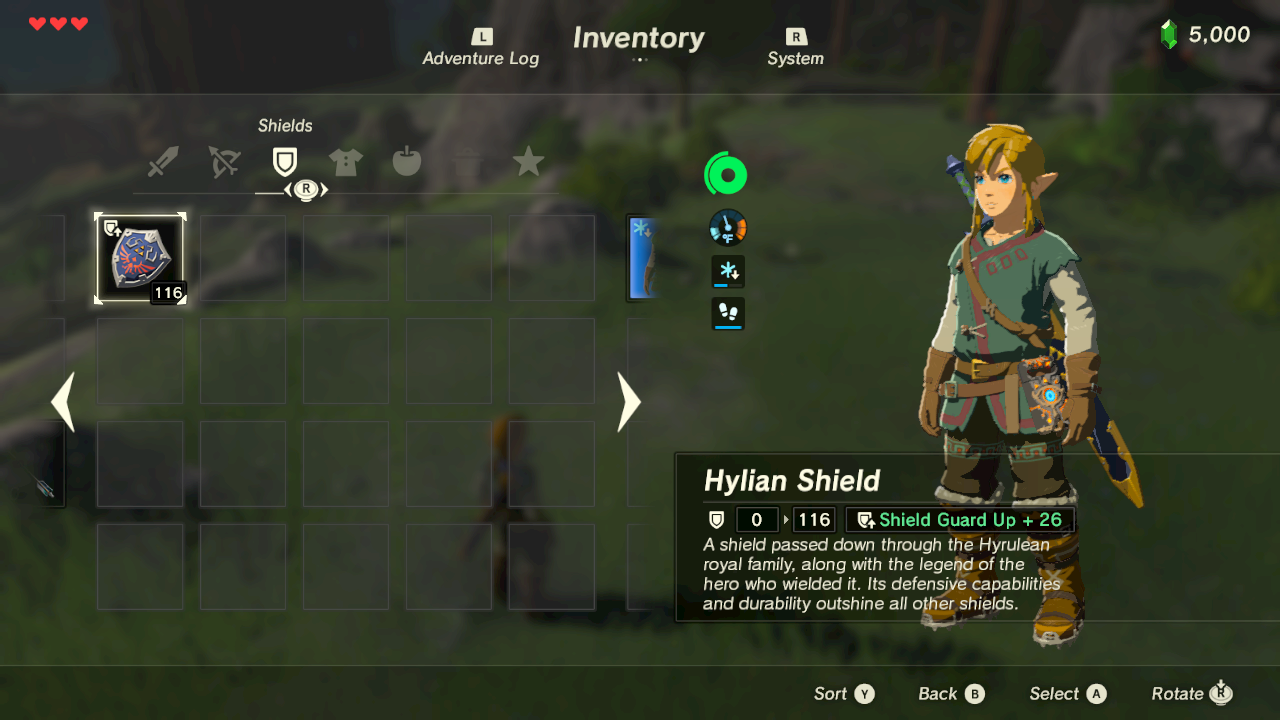 L
Adventure Log
Inventory
R
System
5,000
Shields
R
116
°F
Hylian Shield
0 116 Shield Guard Up + 26
A shield passed down through the Hyrulean
royal family, along with the legend of the
hero who wielded it. Its defensive capabilities
and durability outshine all other shields.
Sort Y Back B Select A Rotate R